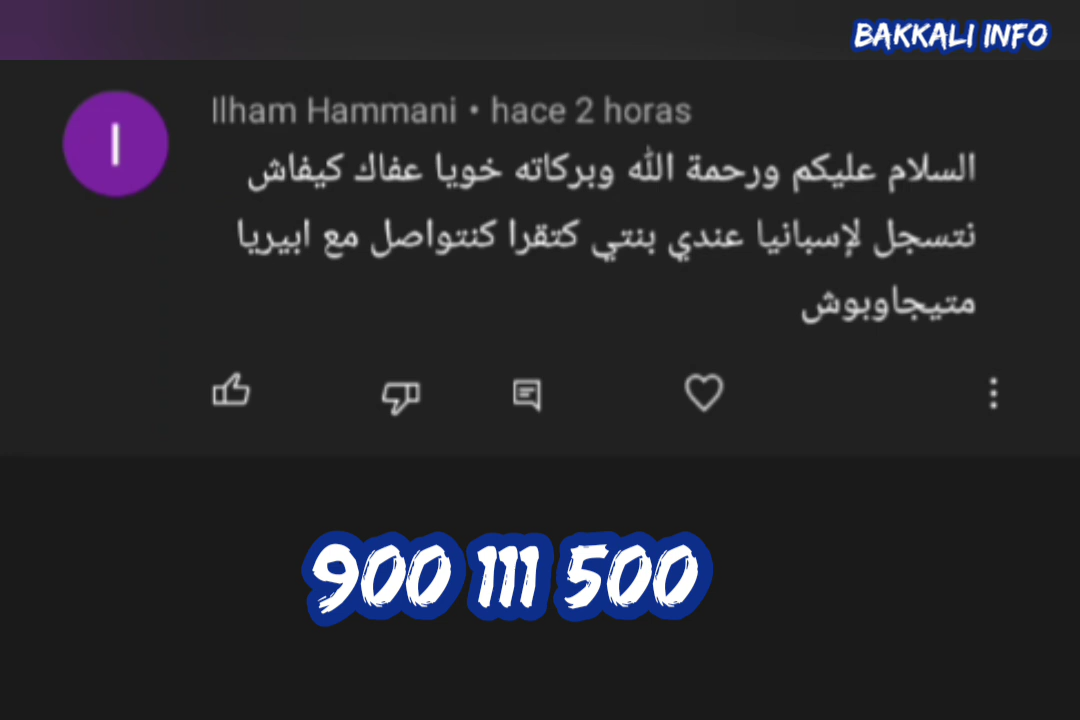 BAKKALI INFO
I
Ilham Hammani • hace 2 horas
السلام عليكم ورحمة الله وبركاته خويا عفاك كيفاش
نتسجل لإسبانيا عندي بنتي كتقرا كنتواصل مع ابيريا
متيجاوبوش
900 111 500